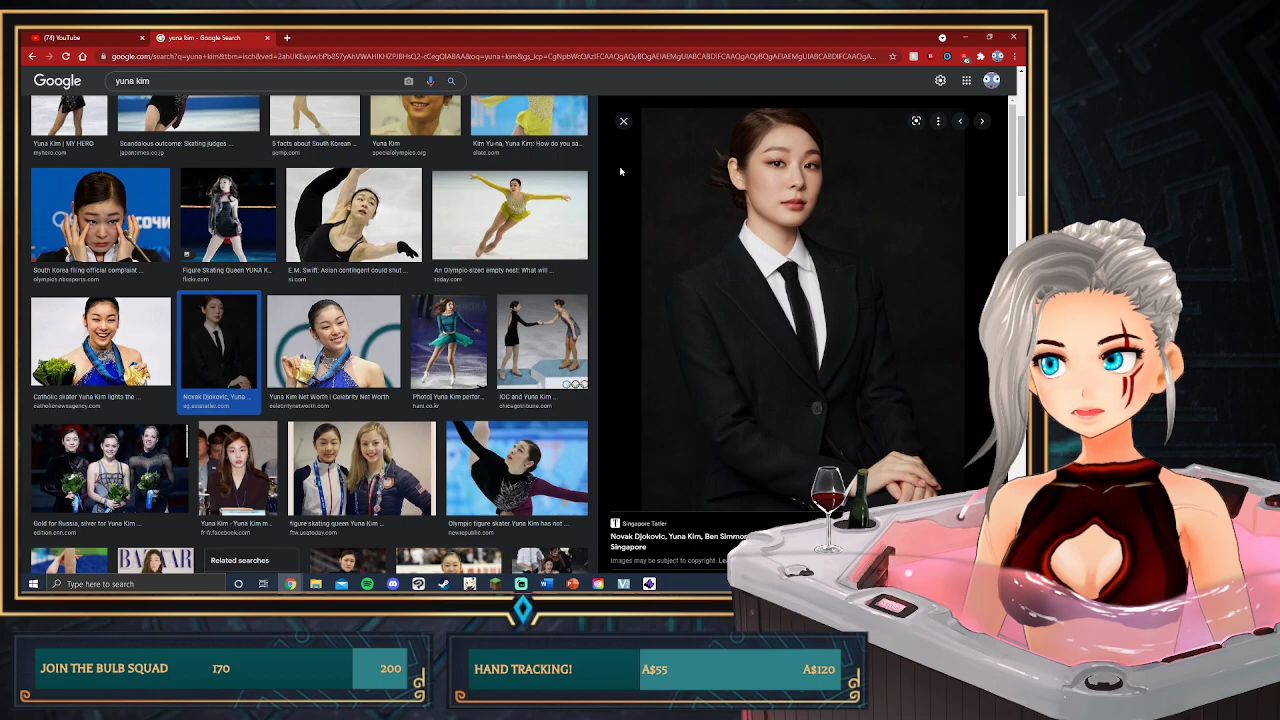 (74) YouTube
yuna kim - Google Search
Google
yuna kim
Yuna Kim | MY HERO
myhero.com
Scandalous outcome: Skating judges ...
japantimes.co.jp
5 facts about South Korean ...
scmp.com
Yuna Kim
specialolympics.org
Kim Yu-na, Yuna Kim: How do you sa...
slate.com
South Korea filing official complaint ...
olympics.nbcsports.com
Figure Skating Queen YUNA K...
flickr.com
E.M. Swift: Asian contingent could shut ...
si.com
An Olympic-sized empty nest: What will ...
today.com
Catholic skater Yuna Kim lights the ...
catholicnewsagency.com
Novak Djokovic, Yuna ...
sg.asiatatler.com
Yuna Kim Net Worth | Celebrity Net Worth
celebritynetworth.com
Photo] Yuna Kim perfor...
hani.co.kr
IOC and Yuna Kim ...
chicagotribune.com
Gold for Russia, silver for Yuna Kim ...
edition.cnn.com
Yuna Kim - Yuna Kim m...
fr-fr.facebook.com
figure skating queen Yuna Kim ...
ftw.usatoday.com
Olympic figure skater Yuna Kim has not ...
newrepublic.com
BAZAAR
Related searches
Singapore Tatler
Novak Djokovic, Yuna Kim, Ben Simmo
Singapore
Images may be subject to copyright. Lea
Type here to search
JOIN THE BULB SQUAD 170 200
HAND TRACKING! A$55 A$120